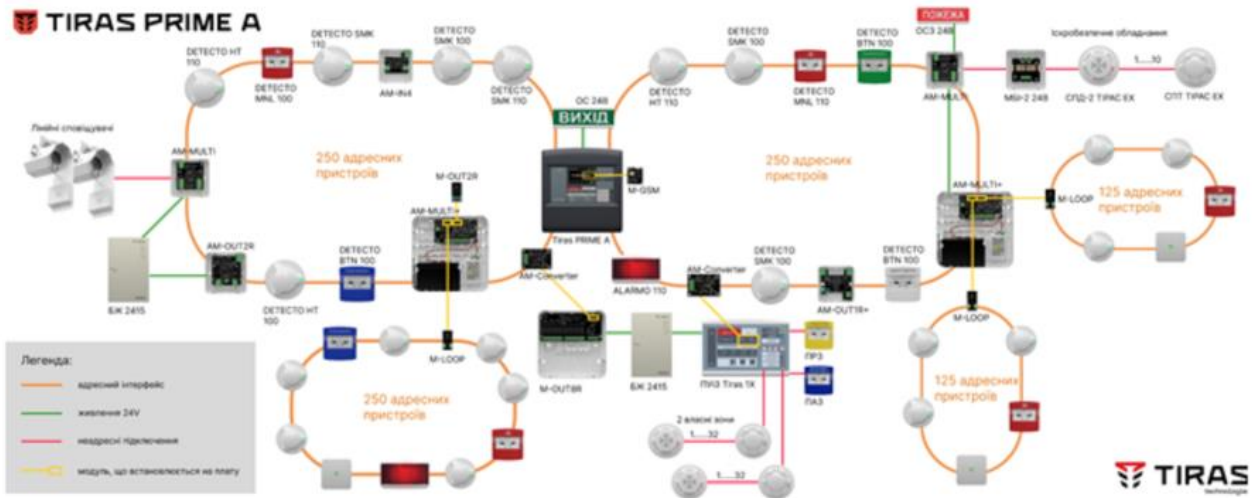 TIRAS PRIME A
DETECTO HT
110
DETECTO
MNL 100
DETECTO SMK
110
AM-IN4
DETECTO
SMK 100
DETECTO
SMK 110
ОС 24В
ВИХІД
DETECTO
HT 110
DETECTO
SMK 100
DETECTO
MNL 110
DETECTO
BTN 100
ПОЖЕЖА
ОСЗ 24В
AM-MULTI
Іскробезпечне обладнання
МБІ-2 24В
1.....10
СПД-2 ТІРАС EX
СПТ ТІРАС EX
Лінійні сповіщувачі
AM-MULTI
250 адресних
пристроїв
M-OUT2R
AM-MULTI+
M-GSM
Tiras PRIME A
250 адресних
пристроїв
AM-MULTI+
M-LOOP
125 адресних
пристроїв
БЖ 2415
AM-OUT2R
DETECTO HT
100
DETECTO
BTN 100
AM-Converter
ALARMO 110
AM-Converter
DETECTO
SMK 100
AM-OUT1R+
DETECTO
BTN 100
M-LOOP
M-LOOP
250 адресних
пристроїв
M-OUT8R
БЖ 2415
ПУіЗ Tiras 1X
ПРЗ
ПАЗ
2 власні зони
1.....32
1.....32
125 адресних
пристроїв
Легенда:
адресний інтерфейс
живлення 24V
неадресні підключення
модуль, що встановлюється на плату
TIRAS
technologies